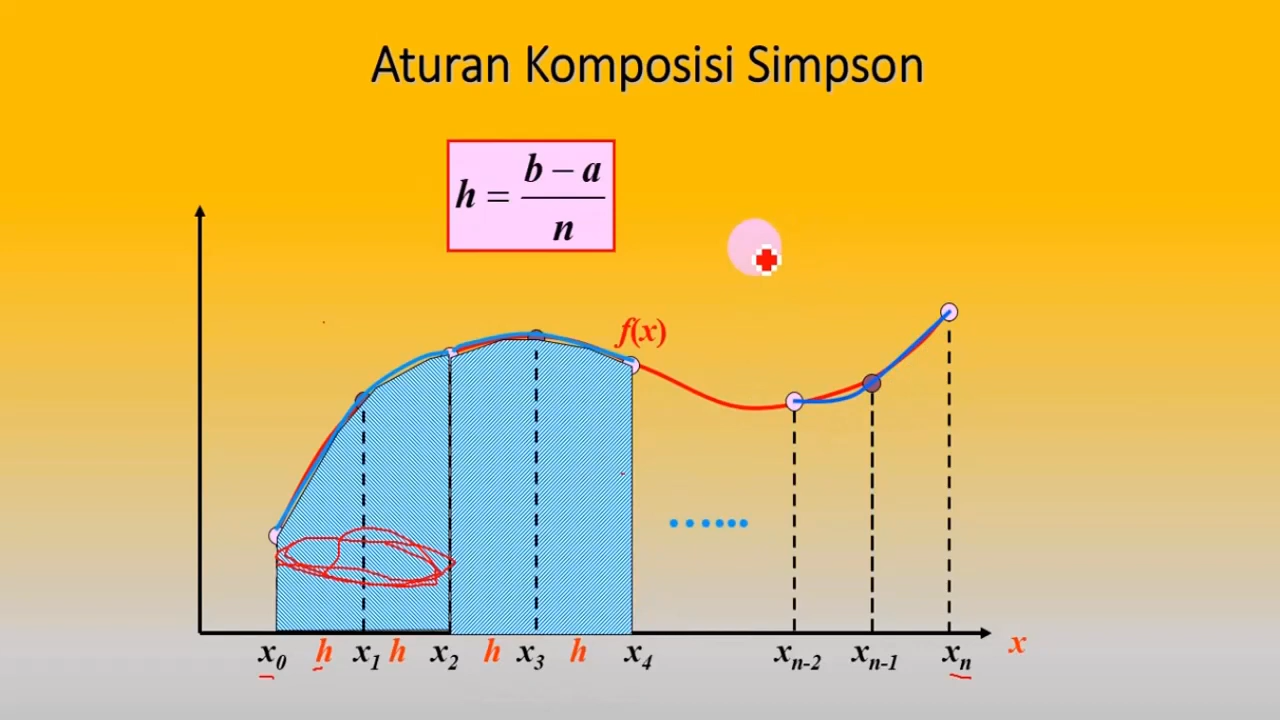 Aturan Komposisi Simpson
h = (b − a) / n
f(x)
x₀ h x₁ h x₂ h x₃ h x₄ xₙ₋₂ xₙ₋₁ xₙ x